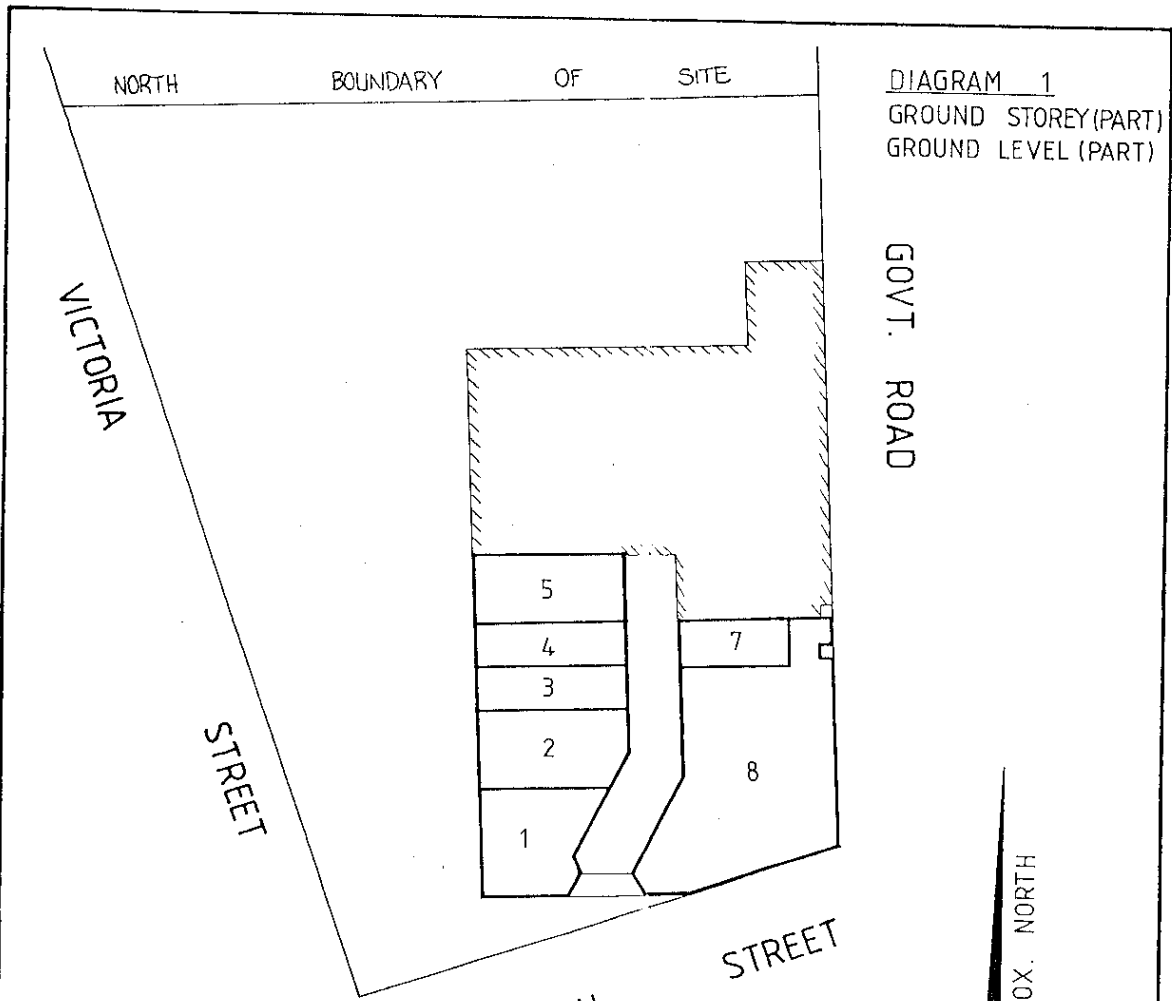 NORTH BOUNDARY OF SITE
DIAGRAM 1
GROUND STOREY (PART)
GROUND LEVEL (PART)
GOVT. ROAD
VICTORIA STREET
5
4
7
3
2
8
1
STREET
NORTH